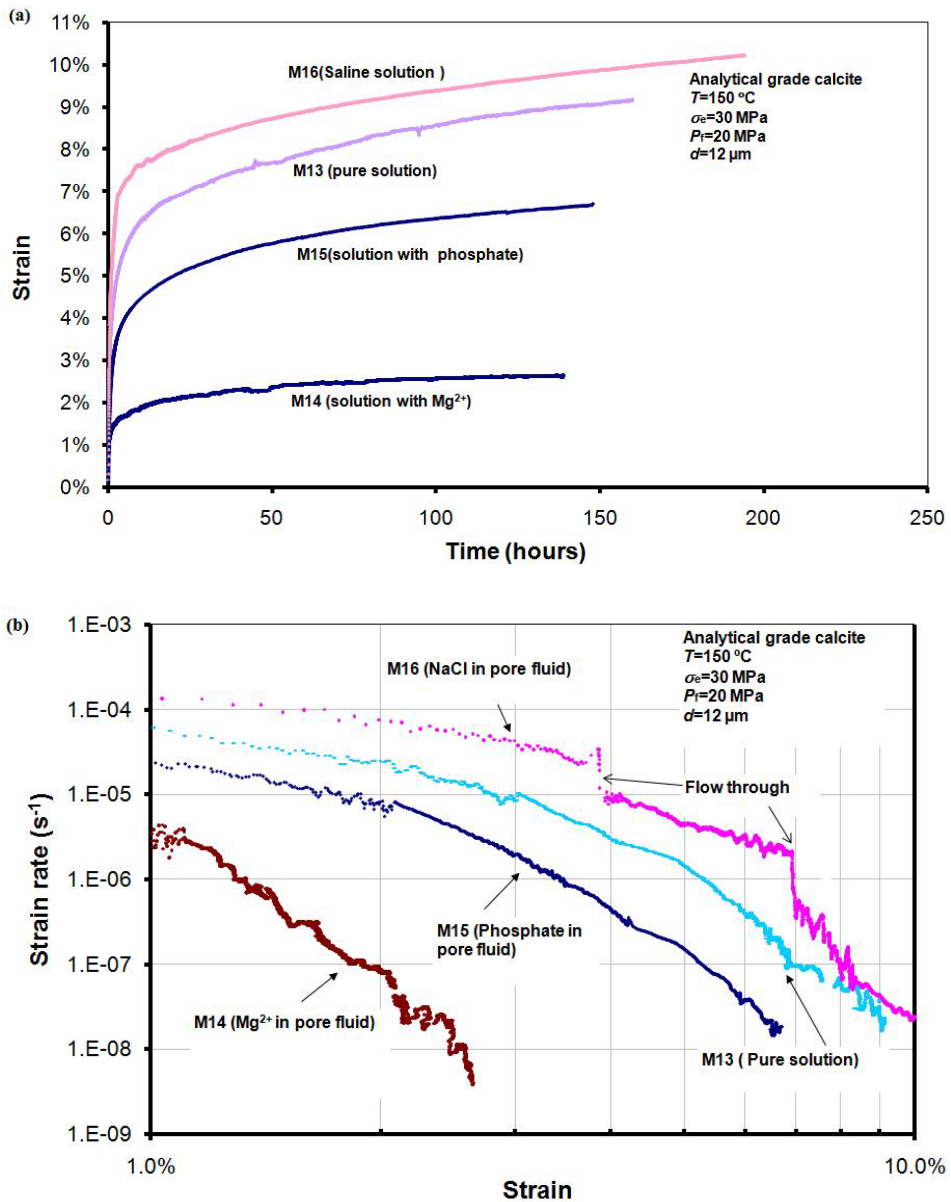 (a)
11%
10%
9%
8%
7%
6%
5%
4%
3%
2%
1%
0%
Strain
M16(Saline solution )
M13 (pure solution)
M15(solution with phosphate)
M14 (solution with Mg²⁺)
Analytical grade calcite
T=150 ºC
σe=30 MPa
Pf=20 MPa
d=12 µm
0 50 100 150 200 250
Time (hours)
(b)
1.E-03
1.E-04
1.E-05
1.E-06
1.E-07
1.E-08
1.E-09
Strain rate (s⁻¹)
Analytical grade calcite
T=150 ºC
σe=30 MPa
Pf=20 MPa
d=12 µm
M16 (NaCl in pore fluid)
Flow through
M15 (Phosphate in
pore fluid)
M14 (Mg²⁺ in pore fluid)
M13 ( Pure solution)
1.0% 10.0%
Strain